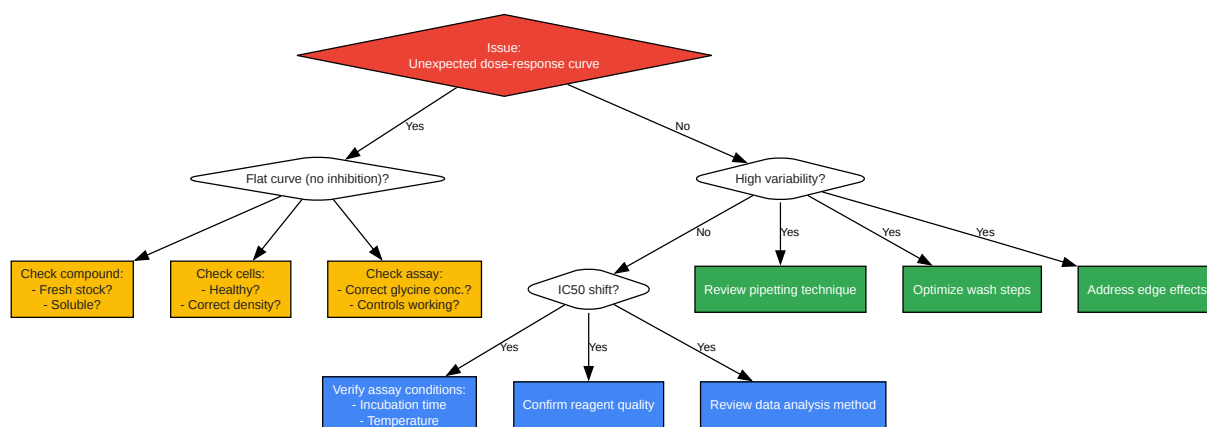 Issue:
Unexpected dose-response curve
Yes
No
Flat curve (no inhibition)?
High variability?
No
Yes
Yes
Yes
Check compound:
- Fresh stock?
- Soluble?
Check cells:
- Healthy?
- Correct density?
Check assay:
- Correct glycine conc.?
- Controls working?
IC50 shift?
Review pipetting technique
Optimize wash steps
Address edge effects
Yes
Yes
Yes
Verify assay conditions:
- Incubation time
- Temperature
Confirm reagent quality
Review data analysis method